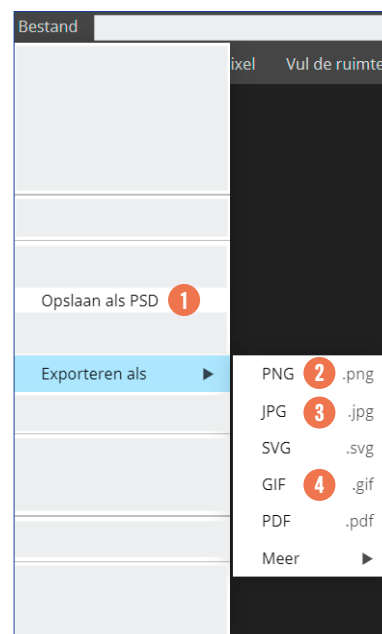 Bestand
ixel Vul de ruimte
Opslaan als PSD 1
Exporteren als ▶
PNG 2 .png
JPG 3 .jpg
SVG .svg
GIF 4 .gif
PDF .pdf
Meer ▶